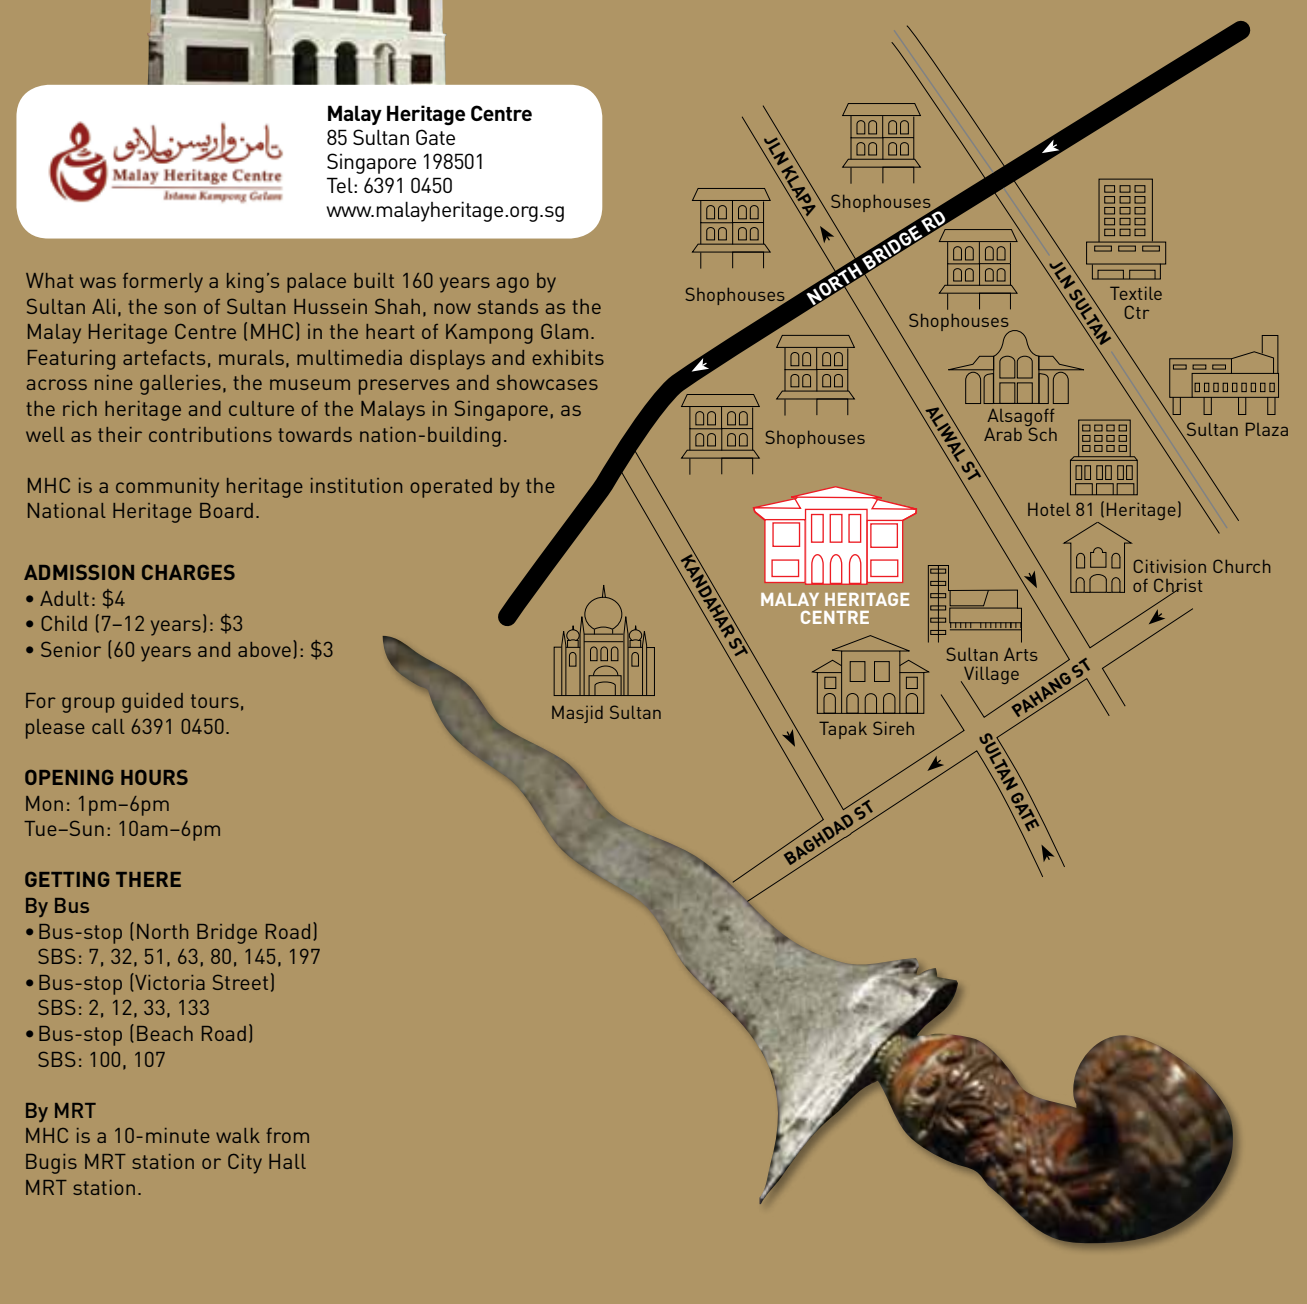 تامن واريسن ملايو
Malay Heritage Centre
Istana Kampong Gelam
Malay Heritage Centre
85 Sultan Gate
Singapore 198501
Tel: 6391 0450
www.malayheritage.org.sg
What was formerly a king's palace built 160 years ago by
Sultan Ali, the son of Sultan Hussein Shah, now stands as the
Malay Heritage Centre (MHC) in the heart of Kampong Glam.
Featuring artefacts, murals, multimedia displays and exhibits
across nine galleries, the museum preserves and showcases
the rich heritage and culture of the Malays in Singapore, as
well as their contributions towards nation-building.
MHC is a community heritage institution operated by the
National Heritage Board.
ADMISSION CHARGES
• Adult: $4
• Child (7–12 years): $3
• Senior (60 years and above): $3
For group guided tours,
please call 6391 0450.
OPENING HOURS
Mon: 1pm–6pm
Tue–Sun: 10am–6pm
GETTING THERE
By Bus
• Bus-stop (North Bridge Road)
SBS: 7, 32, 51, 63, 80, 145, 197
• Bus-stop (Victoria Street)
SBS: 2, 12, 33, 133
• Bus-stop (Beach Road)
SBS: 100, 107
By MRT
MHC is a 10-minute walk from
Bugis MRT station or City Hall
MRT station.
JLN KLAPA
Shophouses
Shophouses
NORTH BRIDGE RD
Shophouses
JLN SULTAN
Textile
Ctr
Shophouses
ALIWAL ST
Alsagoff
Arab Sch
Sultan Plaza
Hotel 81 (Heritage)
Citivision Church
of Christ
KANDAHAR ST
MALAY HERITAGE
CENTRE
Sultan Arts
Village
Masjid Sultan
Tapak Sireh
PAHANG ST
SULTAN GATE
BAGHDAD ST